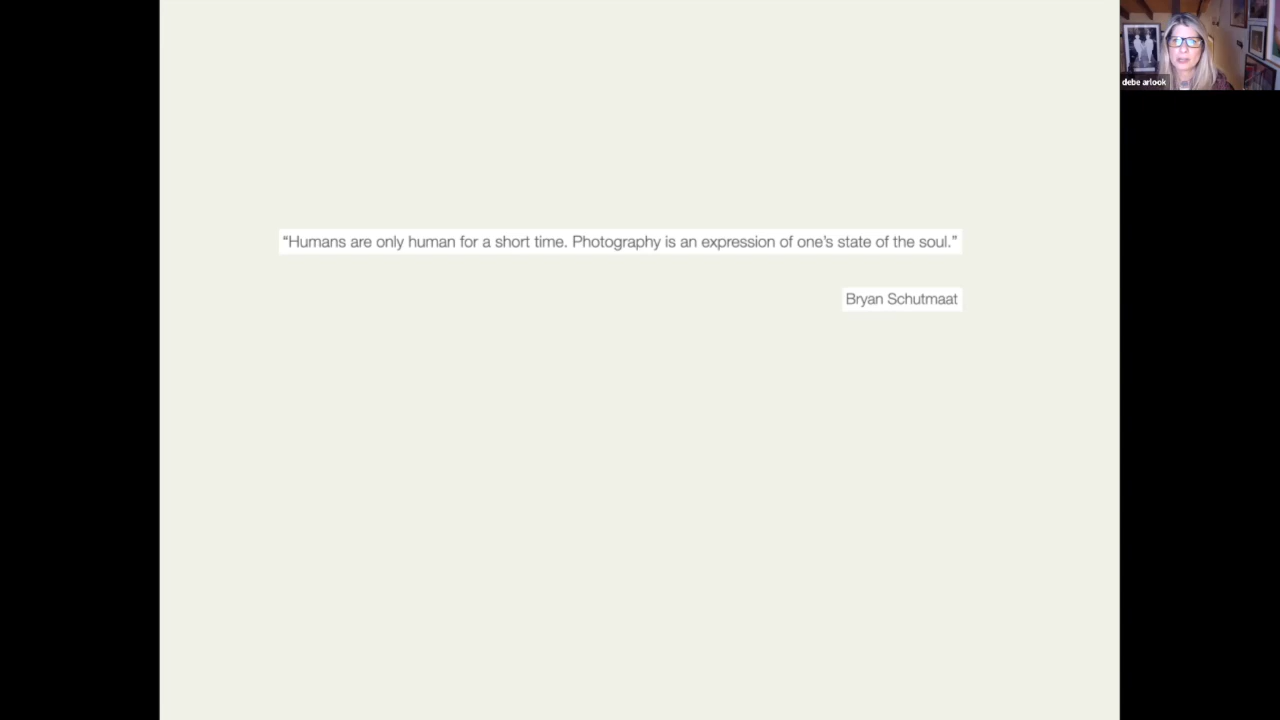 debe arlook
“Humans are only human for a short time. Photography is an expression of one’s state of the soul.”
Bryan Schutmaat